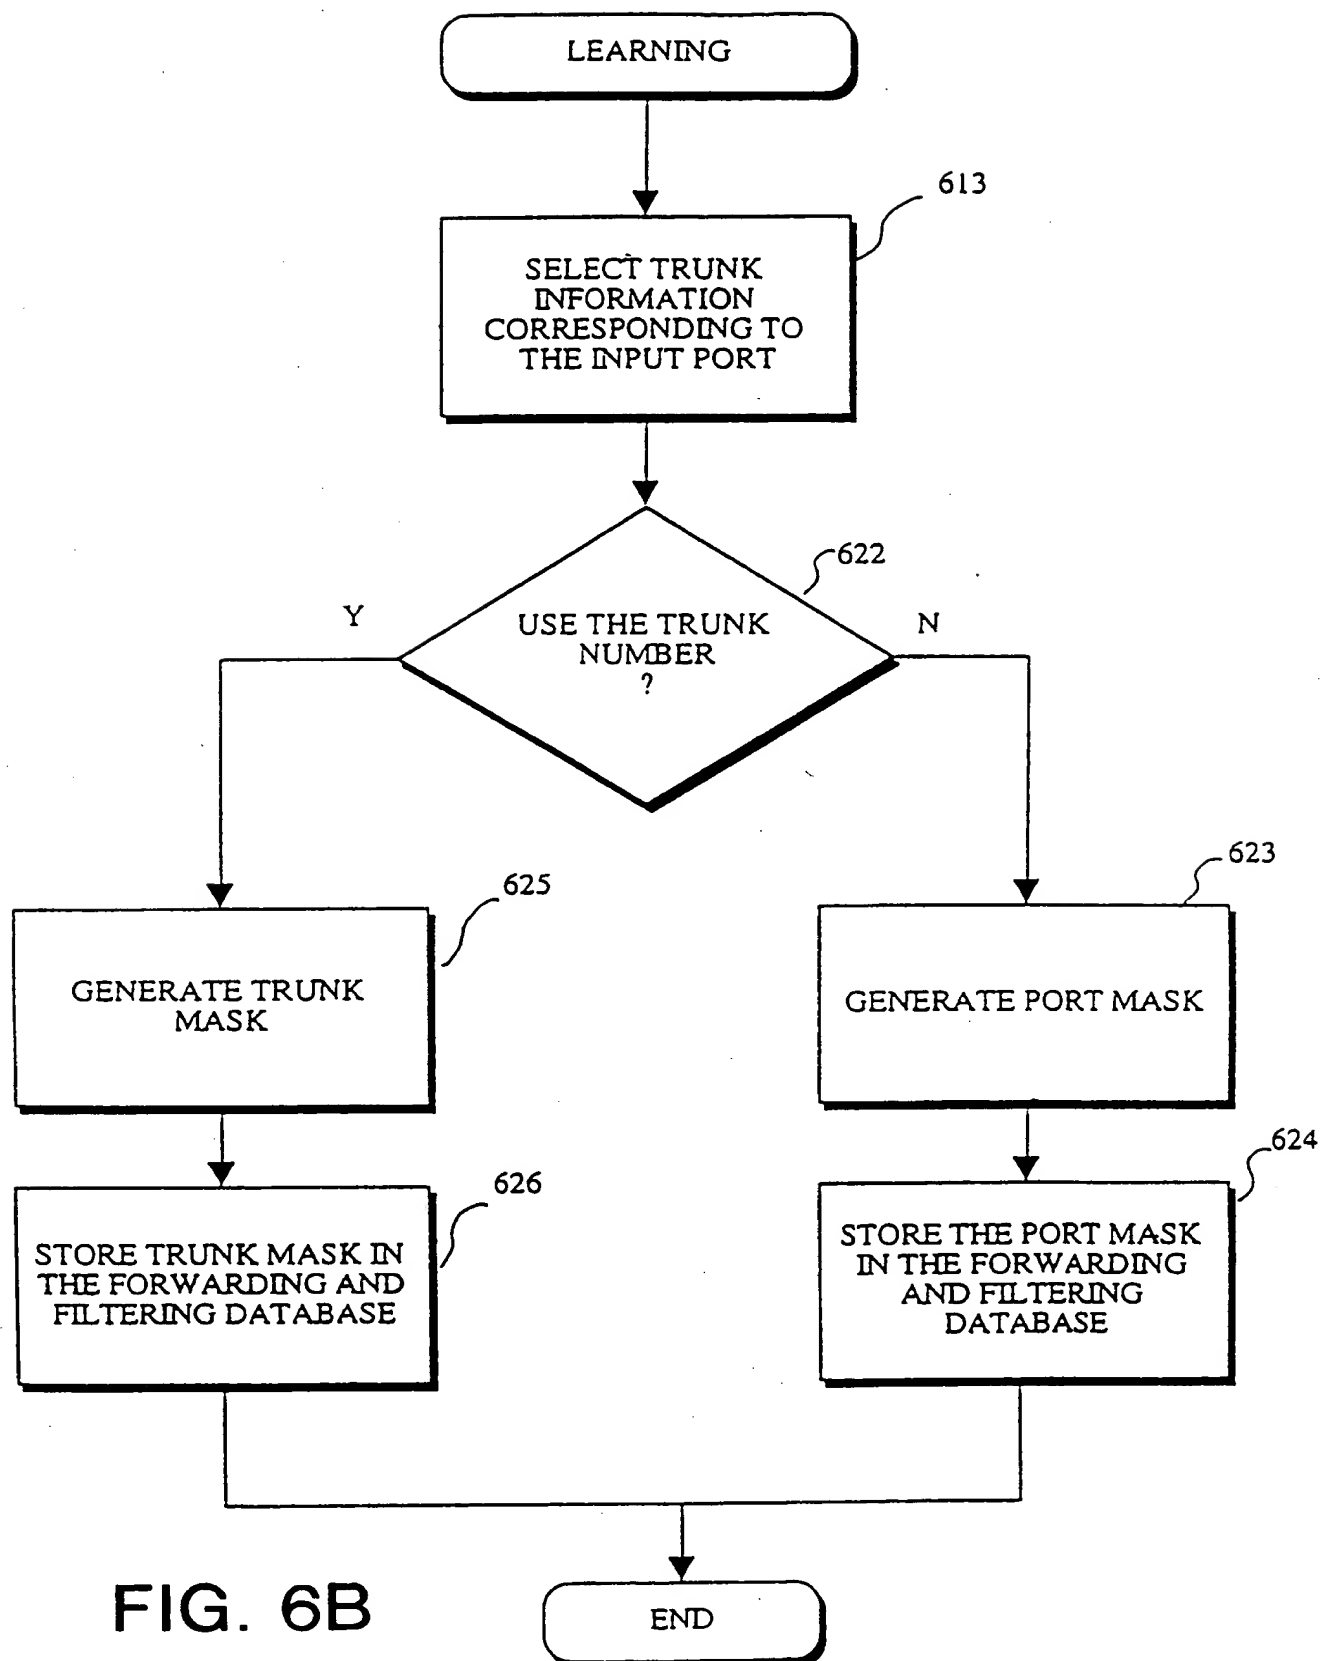 LEARNING
613
SELECT TRUNK
INFORMATION
CORRESPONDING TO
THE INPUT PORT
622
Y
USE THE TRUNK
NUMBER
?
N
625
GENERATE TRUNK
MASK
623
GENERATE PORT MASK
626
STORE TRUNK MASK IN
THE FORWARDING AND
FILTERING DATABASE
624
STORE THE PORT MASK
IN THE FORWARDING
AND FILTERING
DATABASE
FIG. 6B
END